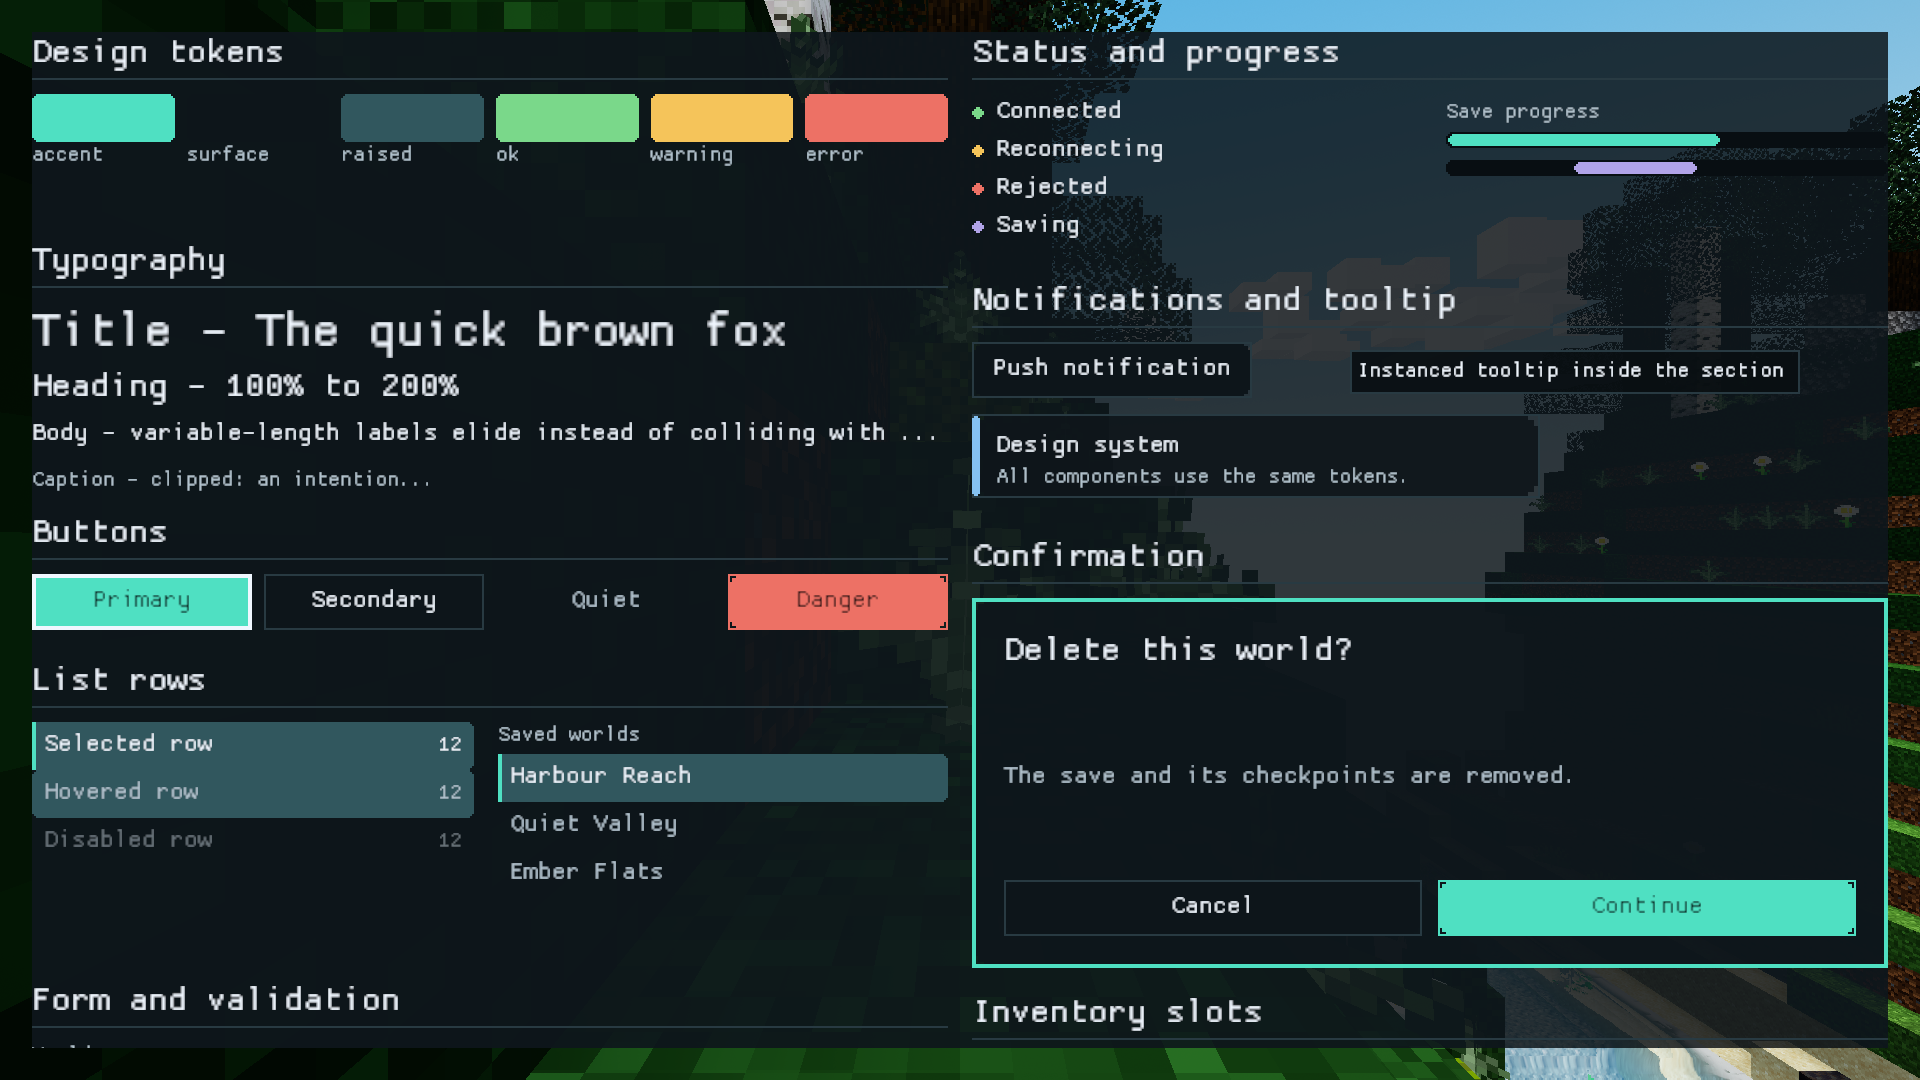 Design tokens
accent
surface
raised
ok
warning
error
Typography
Title - The quick brown fox
Heading - 100% to 200%
Body - variable-length labels elide instead of colliding with ...
Caption - clipped: an intention...
Buttons
Primary
Secondary
Quiet
Danger
List rows
Selected row 12
Hovered row 12
Disabled row 12
Saved worlds
Harbour Reach
Quiet Valley
Ember Flats
Form and validation
Status and progress
Connected
Reconnecting
Rejected
Saving
Save progress
Notifications and tooltip
Push notification
Instanced tooltip inside the section
Design system
All components use the same tokens.
Confirmation
Delete this world?
The save and its checkpoints are removed.
Cancel
Continue
Inventory slots